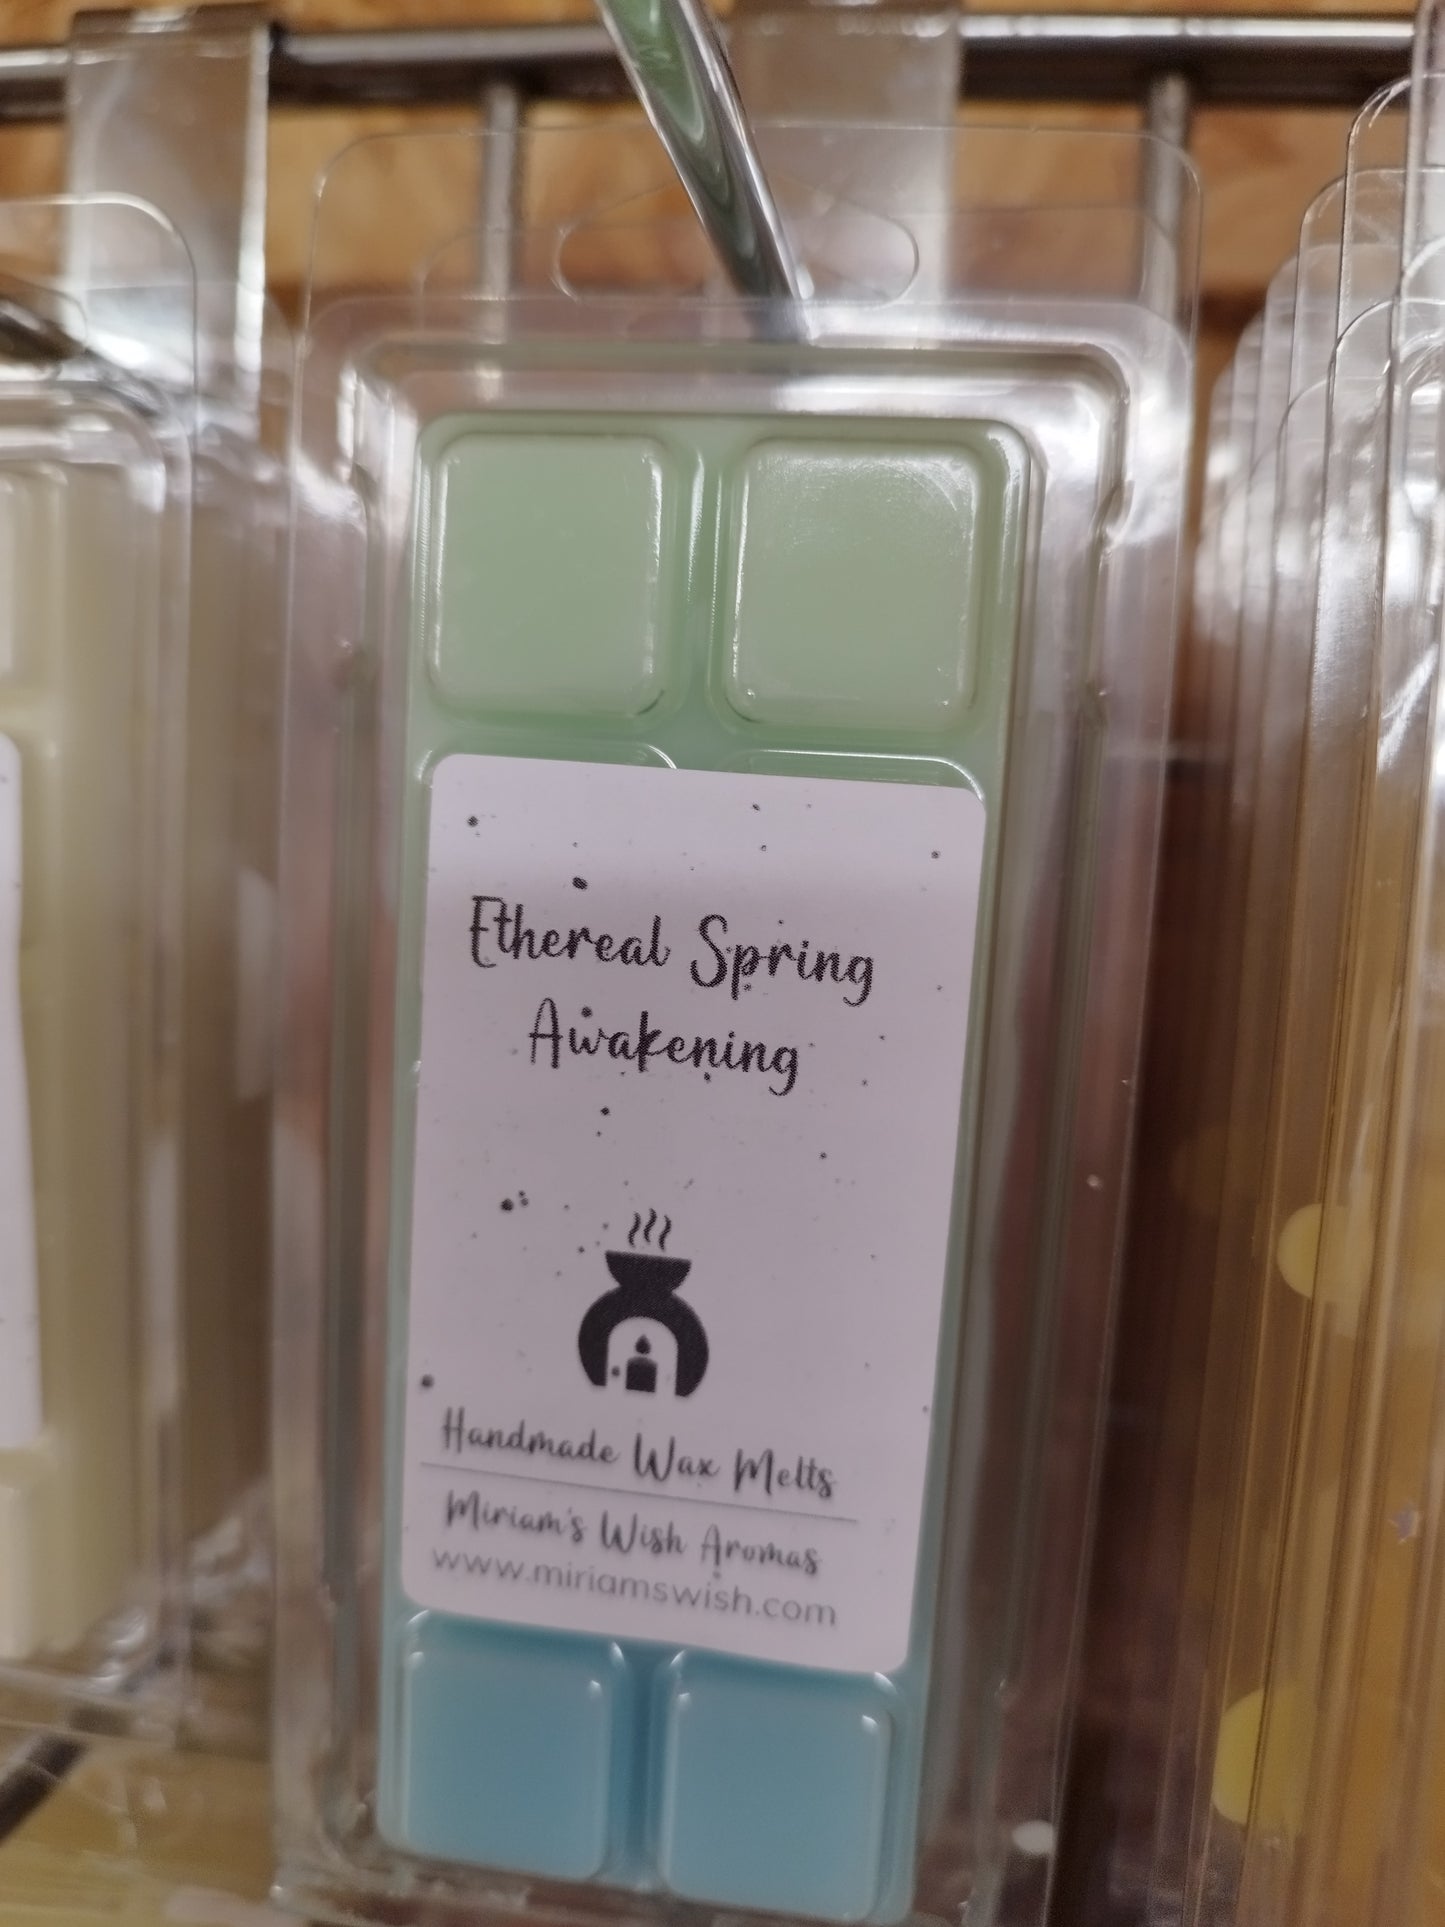 Ethereal Spring
Awakening
Handmade Wax Melts
Miriam's Wish Aromas
www.miriamswish.com